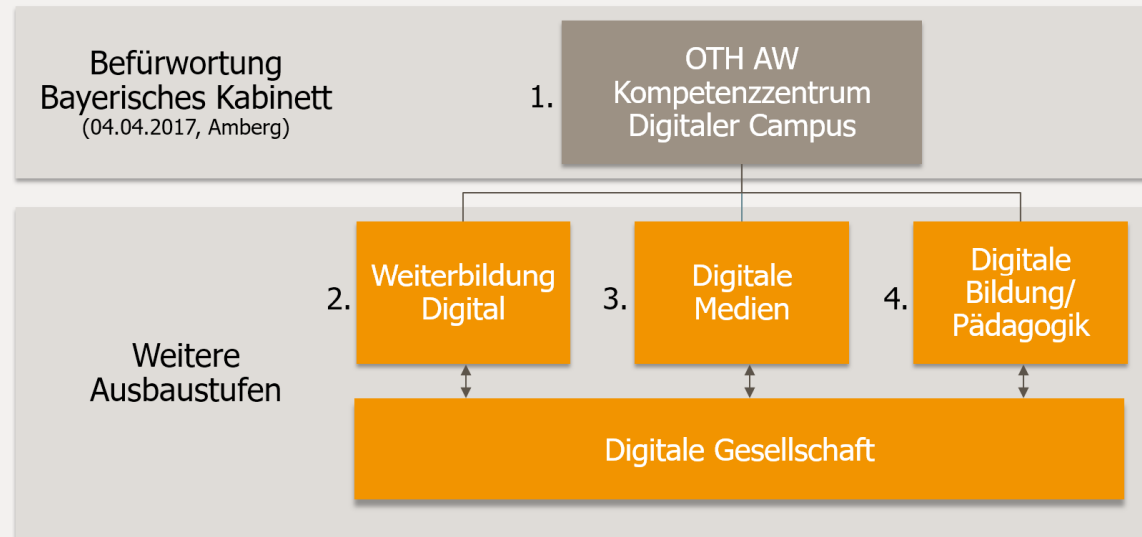 Befürwortung
Bayerisches Kabinett
(04.04.2017, Amberg)
1.
OTH AW
Kompetenzzentrum
Digitaler Campus
Weitere
Ausbaustufen
2.
Weiterbildung
Digital
3.
Digitale
Medien
4.
Digitale
Bildung/
Pädagogik
Digitale Gesellschaft